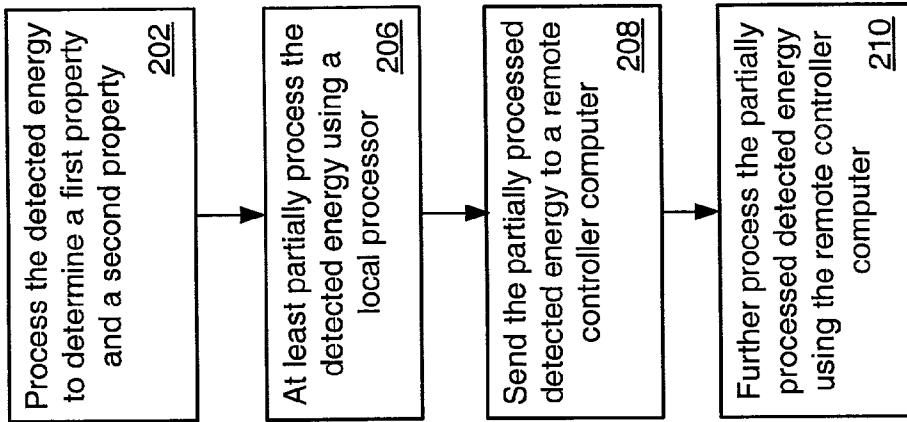 Process the detected energy
to determine a first property
and a second property
202
At least partially process the
detected energy using a
local processor
206
Send the partially processed
detected energy to a remote
controller computer
208
Further process the partially
processed detected energy
using the remote controller
computer
210